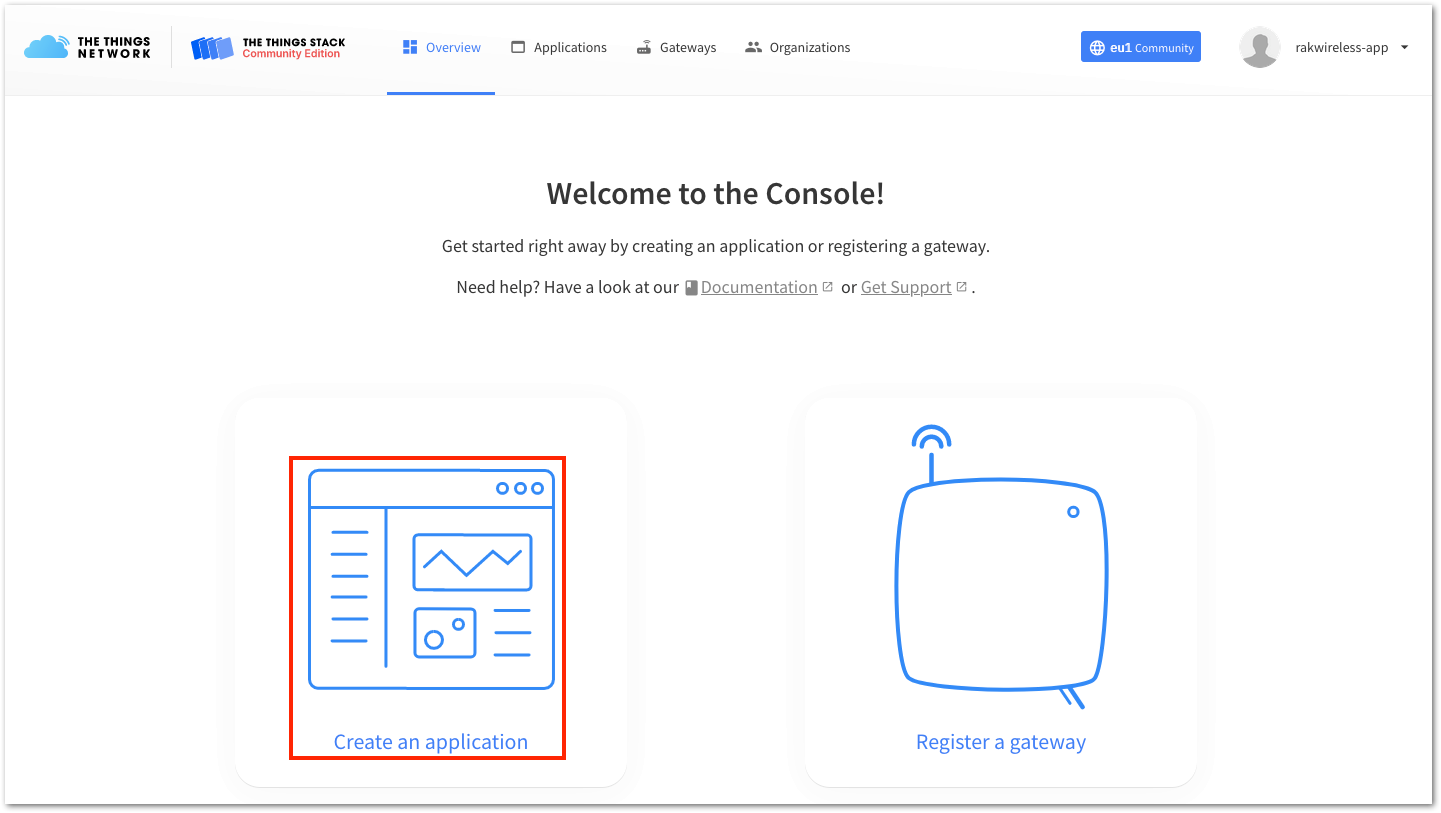 THE THINGS NETWORK
THE THINGS STACK
Community Edition
Overview
Applications
Gateways
Organizations
eu1 Community
rakwireless-app
Welcome to the Console!
Get started right away by creating an application or registering a gateway.
Need help? Have a look at our Documentation or Get Support .
Create an application
Register a gateway